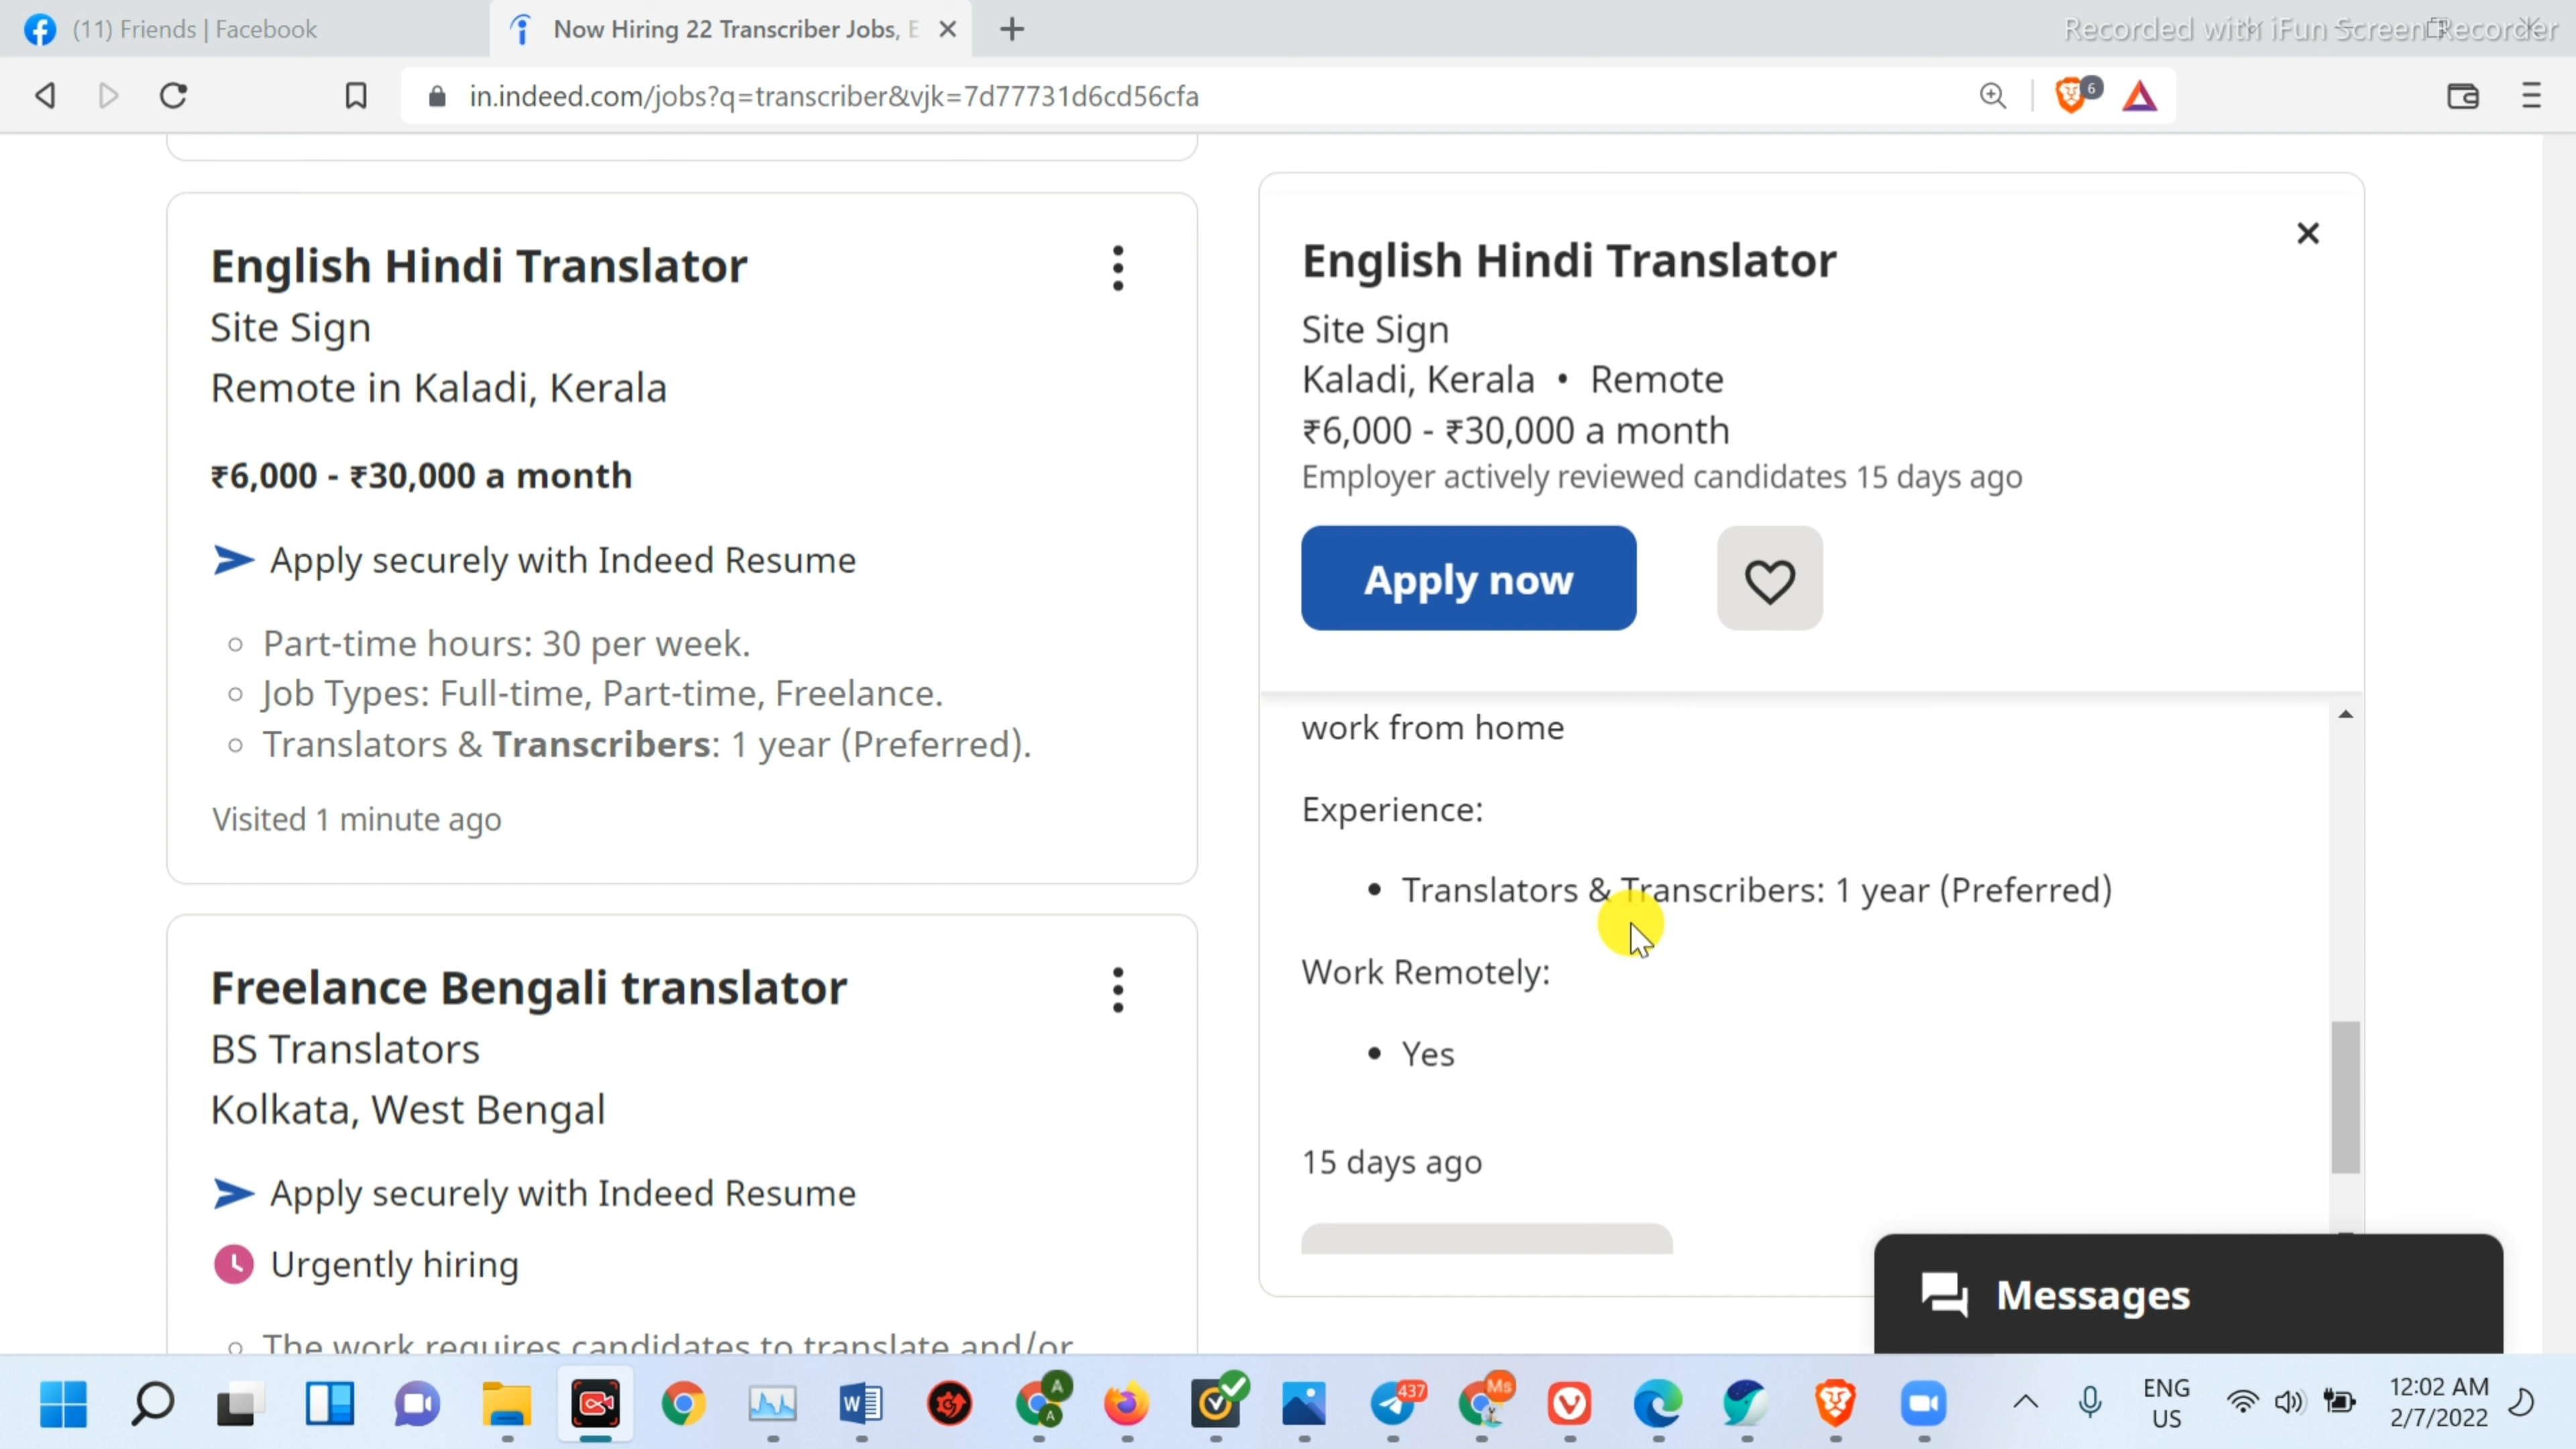 (11) Friends | Facebook
Now Hiring 22 Transcriber Jobs, E
Recorded with iFun Screen Recorder
in.indeed.com/jobs?q=transcriber&vjk=7d77731d6cd56cfa
6
English Hindi Translator
Site Sign
Remote in Kaladi, Kerala
₹6,000 - ₹30,000 a month
Apply securely with Indeed Resume
Part-time hours: 30 per week.
Job Types: Full-time, Part-time, Freelance.
Translators & Transcribers: 1 year (Preferred).
Visited 1 minute ago
Freelance Bengali translator
BS Translators
Kolkata, West Bengal
Apply securely with Indeed Resume
Urgently hiring
The work requires candidates to translate and/or
English Hindi Translator
Site Sign
Kaladi, Kerala • Remote
₹6,000 - ₹30,000 a month
Employer actively reviewed candidates 15 days ago
Apply now
work from home
Experience:
Translators & Transcribers: 1 year (Preferred)
Work Remotely:
Yes
15 days ago
Messages
A
A
437
Ms
ENG
US
12:02 AM
2/7/2022